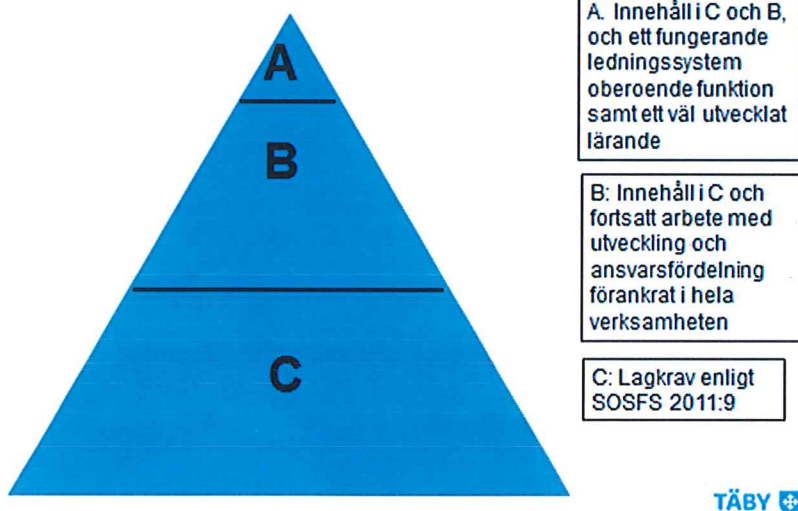 A
B
C
A. Innehåll i C och B,
och ett fungerande
ledningssystem
oberoende funktion
samt ett väl utvecklat
lärande
B: Innehåll i C och
fortsatt arbete med
utveckling och
ansvarsfördelning
förankrat i hela
verksamheten
C: Lagkrav enligt
SOSFS 2011:9
TÄBY